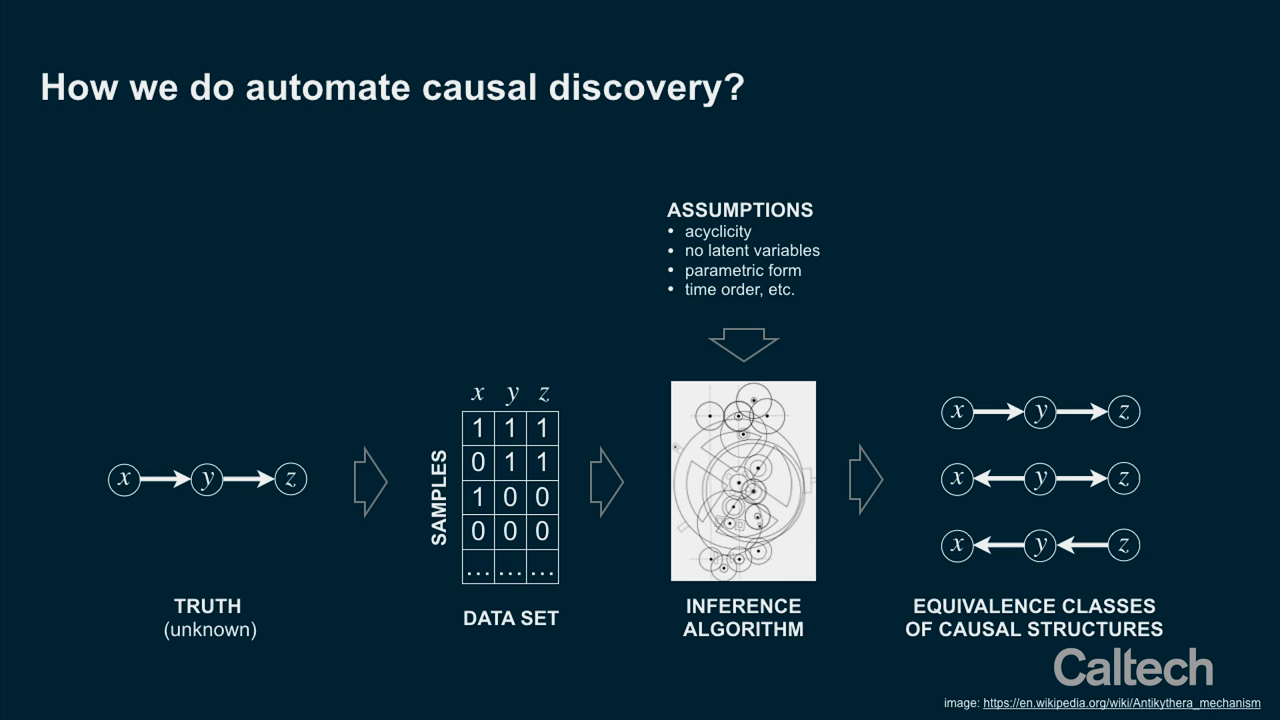 How we do automate causal discovery?
ASSUMPTIONS
• acyclicity
• no latent variables
• parametric form
• time order, etc.
x y z
SAMPLES
1 1 1
0 1 1
1 0 0
0 0 0
... ... ...
x y z
x y z
x y z
x y z
TRUTH
(unknown)
DATA SET
INFERENCE
ALGORITHM
EQUIVALENCE CLASSES
OF CAUSAL STRUCTURES
Caltech
image: https://en.wikipedia.org/wiki/Antikythera_mechanism